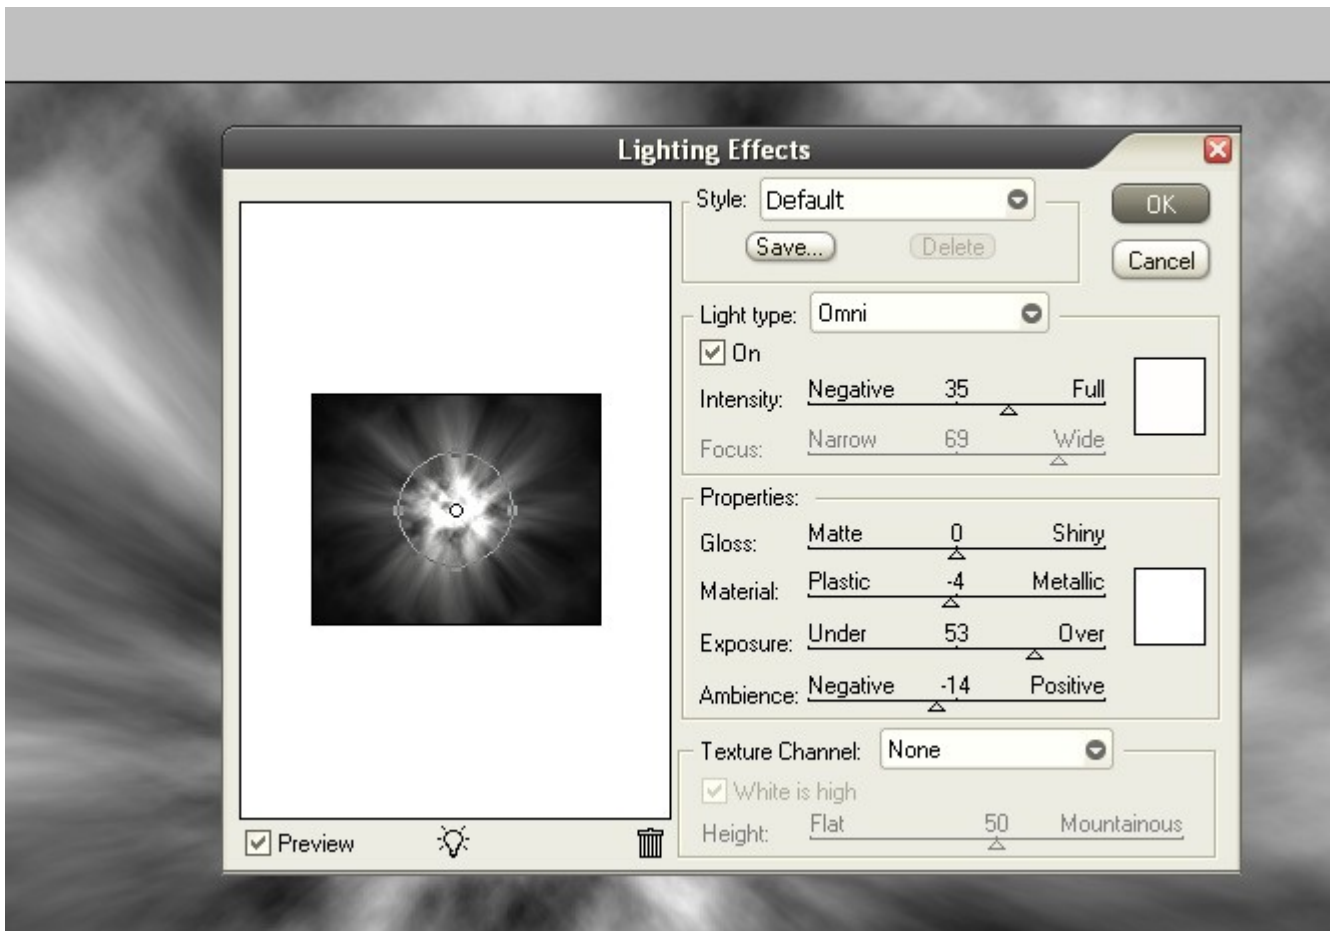 Lighting Effects
Style: Default
OK
Save... Delete
Cancel
Light type: Omni
On
Intensity: Negative 35 Full
Focus: Narrow 69 Wide
Properties:
Gloss: Matte 0 Shiny
Material: Plastic -4 Metallic
Exposure: Under 53 Over
Ambience: Negative -14 Positive
Texture Channel: None
White is high
Height: Flat 50 Mountainous
Preview